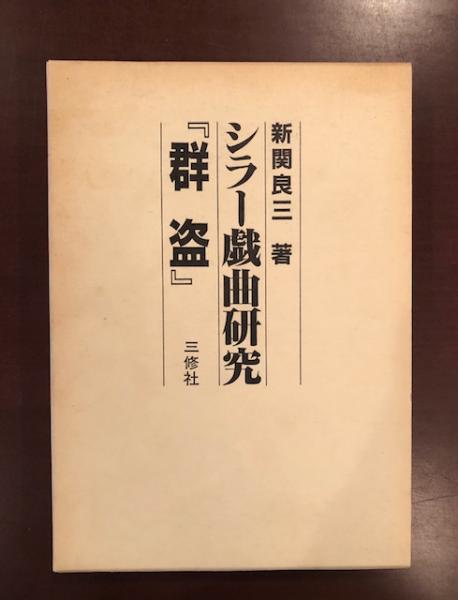 新関良三 著
シラー戯曲研究
『群盗』
三修社